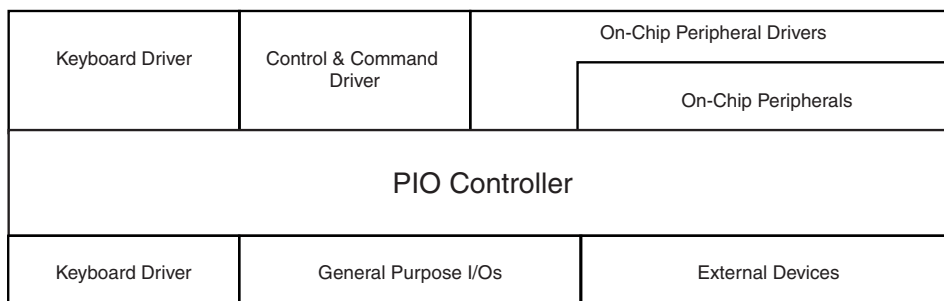 Keyboard Driver
Control & Command
Driver
On-Chip Peripheral Drivers
On-Chip Peripherals
PIO Controller
Keyboard Driver
General Purpose I/Os
External Devices